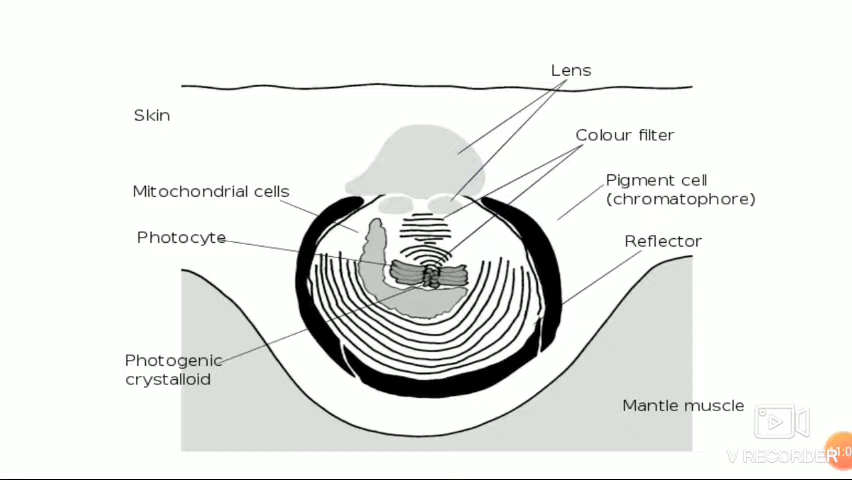 Lens
Skin
Colour filter
Pigment cell
(chromatophore)
Mitochondrial cells
Photocyte
Reflector
Photogenic
crystalloid
Mantle muscle
V RECORDER